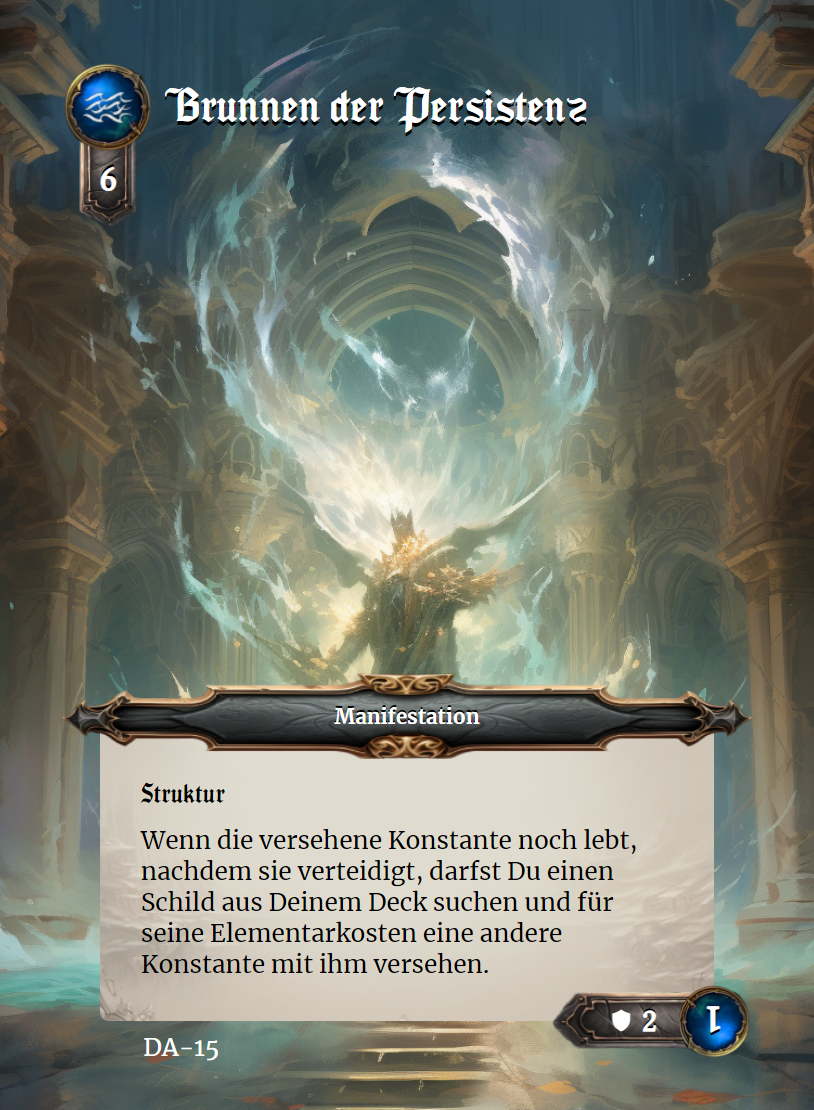 Brunnen der Persistenz
6
Manifestation
Struktur
Wenn die versehene Konstante noch lebt,
nachdem sie verteidigt, darfst Du einen
Schild aus Deinem Deck suchen und für
seine Elementarkosten eine andere
Konstante mit ihm versehen.
2
1
DA-15